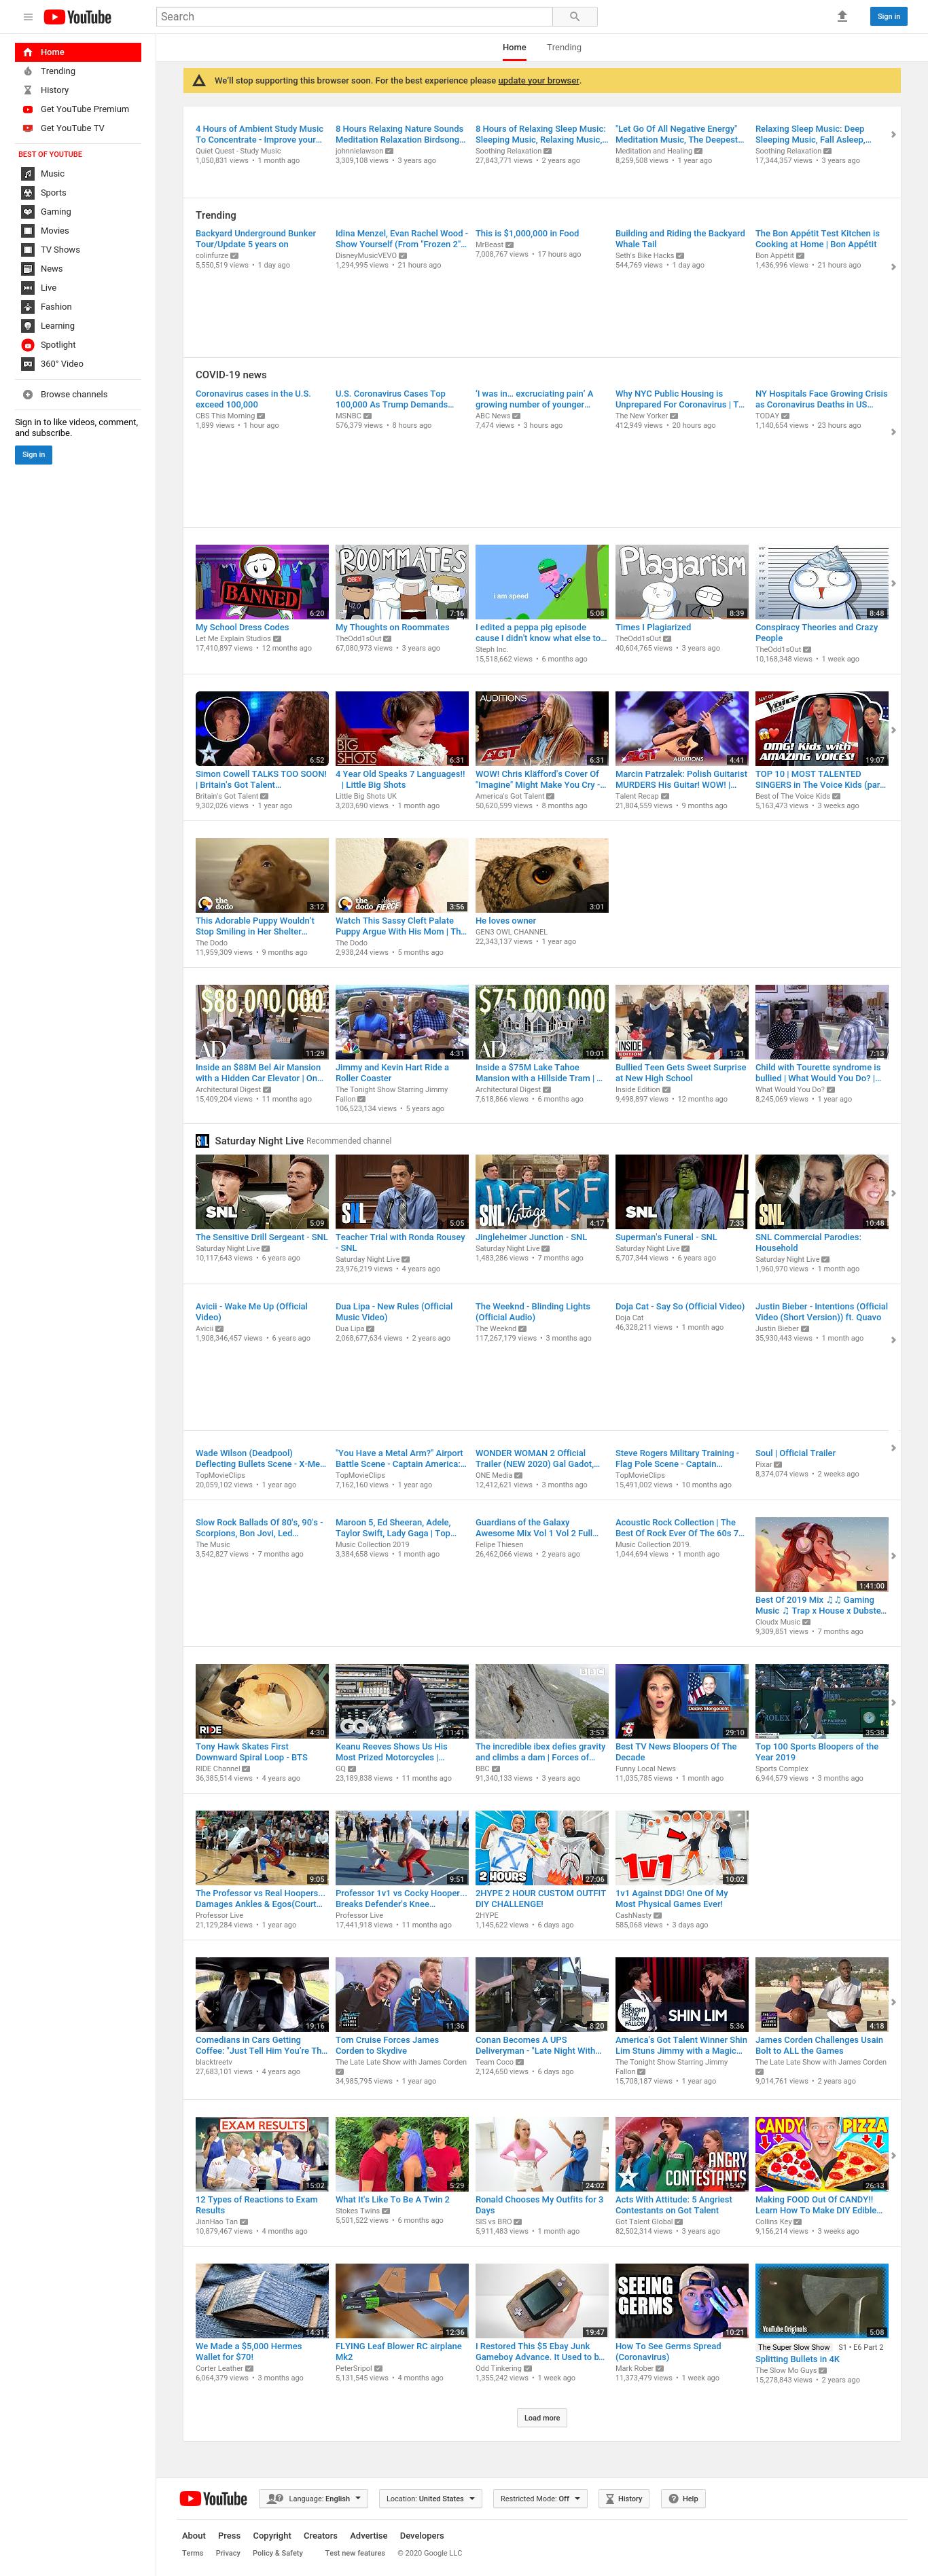 YouTube
Search
Sign in
Home
Trending
History
Get YouTube Premium
Get YouTube TV
BEST OF YOUTUBE
Music
Sports
Gaming
Movies
TV Shows
News
Live
Fashion
Learning
Spotlight
360° Video
Browse channels
Sign in to like videos, comment,
and subscribe.
Sign in
Home Trending
We'll stop supporting this browser soon. For the best experience please update your browser.
4 Hours of Ambient Study Music
To Concentrate - Improve your...
Quiet Quest - Study Music
1,050,831 views • 1 month ago
8 Hours Relaxing Nature Sounds
Meditation Relaxation Birdsong...
johnnielawson
3,309,108 views • 3 years ago
8 Hours of Relaxing Sleep Music:
Sleeping Music, Relaxing Music,...
Soothing Relaxation
27,843,771 views • 2 years ago
"Let Go Of All Negative Energy"
Meditation Music, The Deepest...
Meditation and Healing
8,259,508 views • 1 year ago
Relaxing Sleep Music: Deep
Sleeping Music, Fall Asleep,...
Soothing Relaxation
17,344,357 views • 3 years ago
Trending
Backyard Underground Bunker
Tour/Update 5 years on
colinfurze
5,550,519 views • 1 day ago
Idina Menzel, Evan Rachel Wood -
Show Yourself (From "Frozen 2"...
DisneyMusicVEVO
1,294,995 views • 21 hours ago
This is $1,000,000 in Food
MrBeast
7,008,767 views • 17 hours ago
Building and Riding the Backyard
Whale Tail
Seth's Bike Hacks
544,769 views • 1 day ago
The Bon Appétit Test Kitchen is
Cooking at Home | Bon Appétit
Bon Appétit
1,436,996 views • 21 hours ago
COVID-19 news
Coronavirus cases in the U.S.
exceed 100,000
CBS This Morning
1,899 views • 1 hour ago
U.S. Coronavirus Cases Top
100,000 As Trump Demands...
MSNBC
576,379 views • 8 hours ago
'I was in... excruciating pain' A
growing number of younger...
ABC News
7,474 views • 3 hours ago
Why NYC Public Housing is
Unprepared For Coronavirus | T...
The New Yorker
412,949 views • 20 hours ago
NY Hospitals Face Growing Crisis
as Coronavirus Deaths in US...
TODAY
1,140,654 views • 23 hours ago
BANNED
6:20
My School Dress Codes
Let Me Explain Studios
17,410,897 views • 12 months ago
ROOMMATES
OBEY
7:16
My Thoughts on Roommates
TheOdd1sOut
67,080,973 views • 3 years ago
i am speed
5:08
I edited a peppa pig episode
cause I didn't know what else to...
Steph Inc.
15,518,662 views • 6 months ago
Plagiarism
8:39
Times I Plagiarized
TheOdd1sOut
40,604,765 views • 3 years ago
8:48
Conspiracy Theories and Crazy
People
TheOdd1sOut
10,168,348 views • 1 week ago
6:52
Simon Cowell TALKS TOO SOON!
| Britain's Got Talent...
Britain's Got Talent
9,302,026 views • 1 year ago
BIG
SHOTS
6:31
4 Year Old Speaks 7 Languages!!
| Little Big Shots
Little Big Shots UK
3,203,690 views • 1 month ago
AUDITIONS
AGT
6:31
WOW! Chris Kläfford's Cover Of
"Imagine" Might Make You Cry -...
America's Got Talent
50,620,599 views • 8 months ago
AGT
AUDITIONS
4:41
Marcin Patrzalek: Polish Guitarist
MURDERS His Guitar! WOW! |...
Talent Recap
21,804,559 views • 9 months ago
BEST OF
Voice
OMG! Kids with
AMAZING VOICES!
19:07
TOP 10 | MOST TALENTED
SINGERS in The Voice Kids (par...
Best of The Voice Kids
5,163,473 views • 3 weeks ago
the
dodo
3:12
This Adorable Puppy Wouldn't
Stop Smiling in Her Shelter...
The Dodo
11,959,309 views • 9 months ago
the
dodo
FIERCE
3:56
Watch This Sassy Cleft Palate
Puppy Argue With His Mom | Th...
The Dodo
2,938,244 views • 5 months ago
3:01
He loves owner
GEN3 OWL CHANNEL
22,343,137 views • 1 year ago
$88,000,000
AD
11:29
Inside an $88M Bel Air Mansion
with a Hidden Car Elevator | On...
Architectural Digest
15,409,204 views • 11 months ago
4:31
Jimmy and Kevin Hart Ride a
Roller Coaster
The Tonight Show Starring Jimmy
Fallon
106,523,134 views • 5 years ago
$75,000,000
AD
10:01
Inside a $75M Lake Tahoe
Mansion with a Hillside Tram | ...
Architectural Digest
7,618,866 views • 6 months ago
INSIDE
EDITION
1:21
Bullied Teen Gets Sweet Surprise
at New High School
Inside Edition
9,498,897 views • 12 months ago
7:13
Child with Tourette syndrome is
bullied | What Would You Do? |...
What Would You Do?
8,245,069 views • 1 year ago
SNL
Saturday Night Live Recommended channel
SNL
5:09
The Sensitive Drill Sergeant - SNL
Saturday Night Live
10,117,643 views • 6 years ago
SNL
5:05
Teacher Trial with Ronda Rousey
- SNL
Saturday Night Live
23,976,219 views • 4 years ago
SNL Vintage
4:17
Jingleheimer Junction - SNL
Saturday Night Live
1,483,286 views • 7 months ago
SNL
7:33
Superman's Funeral - SNL
Saturday Night Live
5,707,344 views • 6 years ago
SNL
10:48
SNL Commercial Parodies:
Household
Saturday Night Live
1,960,970 views • 1 month ago
Avicii - Wake Me Up (Official
Video)
Avicii
1,908,346,457 views • 6 years ago
Dua Lipa - New Rules (Official
Music Video)
Dua Lipa
2,068,677,634 views • 2 years ago
The Weeknd - Blinding Lights
(Official Audio)
The Weeknd
117,267,179 views • 3 months ago
Doja Cat - Say So (Official Video)
Doja Cat
46,328,211 views • 1 month ago
Justin Bieber - Intentions (Official
Video (Short Version)) ft. Quavo
Justin Bieber
35,930,443 views • 1 month ago
Wade Wilson (Deadpool)
Deflecting Bullets Scene - X-Me...
TopMovieClips
20,059,102 views • 1 year ago
"You Have a Metal Arm?" Airport
Battle Scene - Captain America:...
TopMovieClips
7,162,160 views • 1 year ago
WONDER WOMAN 2 Official
Trailer (NEW 2020) Gal Gadot,...
ONE Media
12,412,621 views • 3 months ago
Steve Rogers Military Training -
Flag Pole Scene - Captain...
TopMovieClips
15,491,002 views • 10 months ago
Soul | Official Trailer
Pixar
8,374,074 views • 2 weeks ago
Slow Rock Ballads Of 80's, 90's -
Scorpions, Bon Jovi, Led...
The Music
3,542,827 views • 7 months ago
Maroon 5, Ed Sheeran, Adele,
Taylor Swift, Lady Gaga | Top...
Music Collection 2019
3,384,658 views • 1 month ago
Guardians of the Galaxy
Awesome Mix Vol 1 Vol 2 Full...
Felipe Thiesen
26,462,066 views • 2 years ago
Acoustic Rock Collection | The
Best Of Rock Ever Of The 60s 7...
Music Collection 2019.
1,044,694 views • 1 month ago
1:41:00
Best Of 2019 Mix ♫♫ Gaming
Music ♫ Trap x House x Dubste...
Cloudx Music
9,309,851 views • 7 months ago
RIDE
4:30
Tony Hawk Skates First
Downward Spiral Loop - BTS
RIDE Channel
36,385,514 views • 4 years ago
GQ
11:41
Keanu Reeves Shows Us His
Most Prized Motorcycles |...
GQ
23,189,838 views • 11 months ago
BBC
3:53
The incredible ibex defies gravity
and climbs a dam | Forces of...
BBC
91,340,133 views • 3 years ago
29:10
Best TV News Bloopers Of The
Decade
Funny Local News
11,035,785 views • 1 month ago
ROLEX
35:38
Top 100 Sports Bloopers of the
Year 2019
Sports Complex
6,944,579 views • 3 months ago
9:05
The Professor vs Real Hoopers...
Damages Ankles & Egos(Court...
Professor Live
21,129,284 views • 1 year ago
9:51
Professor 1v1 vs Cocky Hooper...
Breaks Defender's Knee...
Professor Live
17,441,918 views • 11 months ago
2 HOURS
27:06
2HYPE 2 HOUR CUSTOM OUTFIT
DIY CHALLENGE!
2HYPE
1,145,622 views • 6 days ago
1v1
10:02
1v1 Against DDG! One Of My
Most Physical Games Ever!
CashNasty
585,068 views • 3 days ago
19:16
Comedians in Cars Getting
Coffee: "Just Tell Him You're Th...
blacktreetv
27,683,101 views • 4 years ago
11:36
Tom Cruise Forces James
Corden to Skydive
The Late Late Show with James Corden
34,985,795 views • 1 year ago
8:20
Conan Becomes A UPS
Deliveryman - "Late Night With...
Team Coco
2,124,650 views • 6 days ago
THE
TONIGHT
SHOW
SHIN LIM
5:36
America's Got Talent Winner Shin
Lim Stuns Jimmy with a Magic...
The Tonight Show Starring Jimmy
Fallon
15,708,187 views • 1 year ago
4:18
James Corden Challenges Usain
Bolt to ALL the Games
The Late Late Show with James Corden
9,014,761 views • 2 years ago
EXAM RESULTS
15:02
12 Types of Reactions to Exam
Results
JianHao Tan
10,879,467 views • 4 months ago
5:29
What It's Like To Be A Twin 2
Stokes Twins
5,501,522 views • 6 months ago
24:02
Ronald Chooses My Outfits for 3
Days
SIS vs BRO
5,911,483 views • 1 month ago
ANGRY
CONTESTANTS
15:47
Acts With Attitude: 5 Angriest
Contestants on Got Talent
Got Talent Global
82,502,314 views • 3 years ago
CANDY PIZZA
26:13
Making FOOD Out Of CANDY!!
Learn How To Make DIY Edible...
Collins Key
9,156,214 views • 3 weeks ago
14:31
We Made a $5,000 Hermes
Wallet for $70!
Corter Leather
6,064,379 views • 3 months ago
12:36
FLYING Leaf Blower RC airplane
Mk2
PeterSripol
5,131,545 views • 4 months ago
19:47
I Restored This $5 Ebay Junk
Gameboy Advance. It Used to b...
Odd Tinkering
1,355,242 views • 1 week ago
SEEING
GERMS
10:21
How To See Germs Spread
(Coronavirus)
Mark Rober
11,373,479 views • 1 week ago
YouTube Originals
5:08
The Super Slow Show S1 • E6 Part 2
Splitting Bullets in 4K
The Slow Mo Guys
15,278,843 views • 2 years ago
Load more
YouTube
Language: English Location: United States Restricted Mode: Off History Help
About Press Copyright Creators Advertise Developers
Terms Privacy Policy & Safety Test new features © 2020 Google LLC